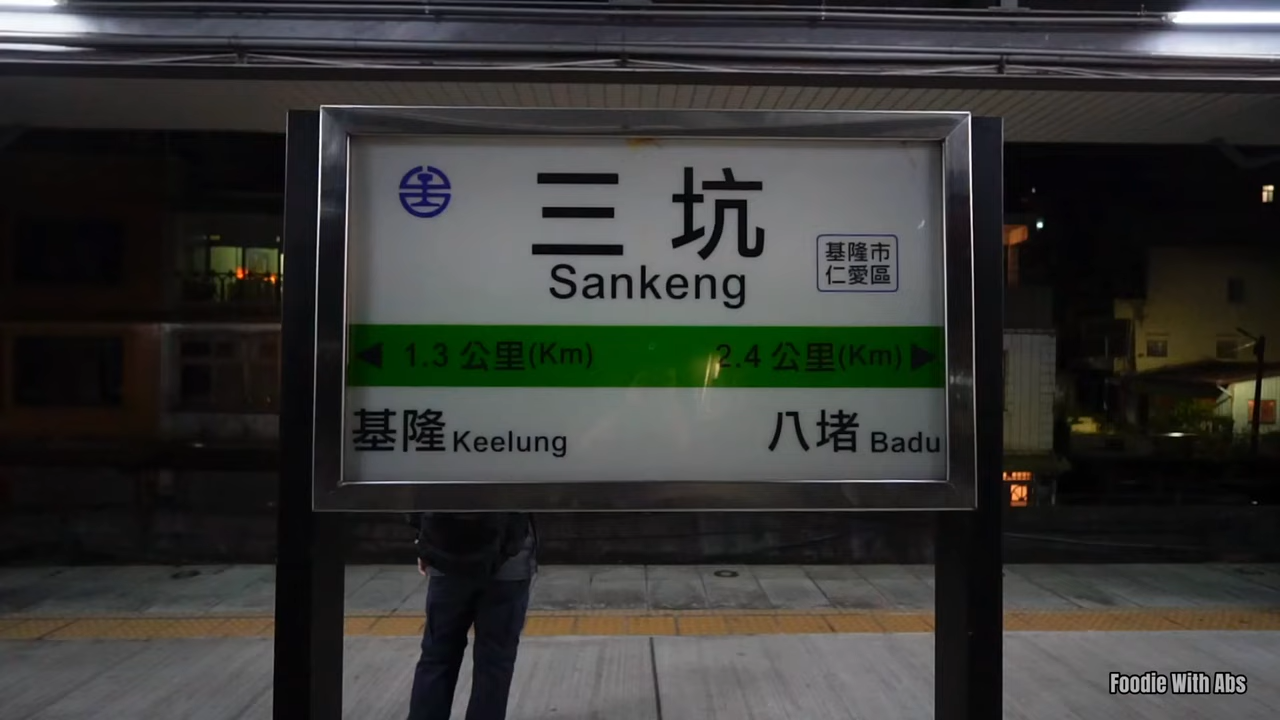 三坑
Sankeng
基隆市
仁愛區
1.3 公里(Km)
2.4 公里(Km)
基隆 Keelung
八堵 Badu
Foodie With Abs